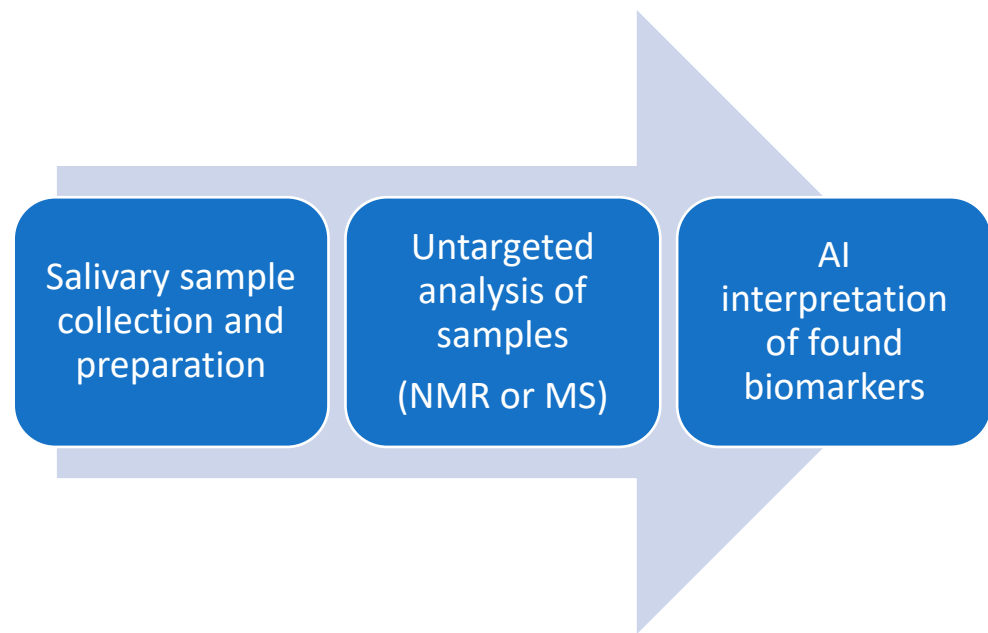 Salivary sample
collection and
preparation
Untargeted
analysis of
samples
(NMR or MS)
AI
interpretation
of found
biomarkers